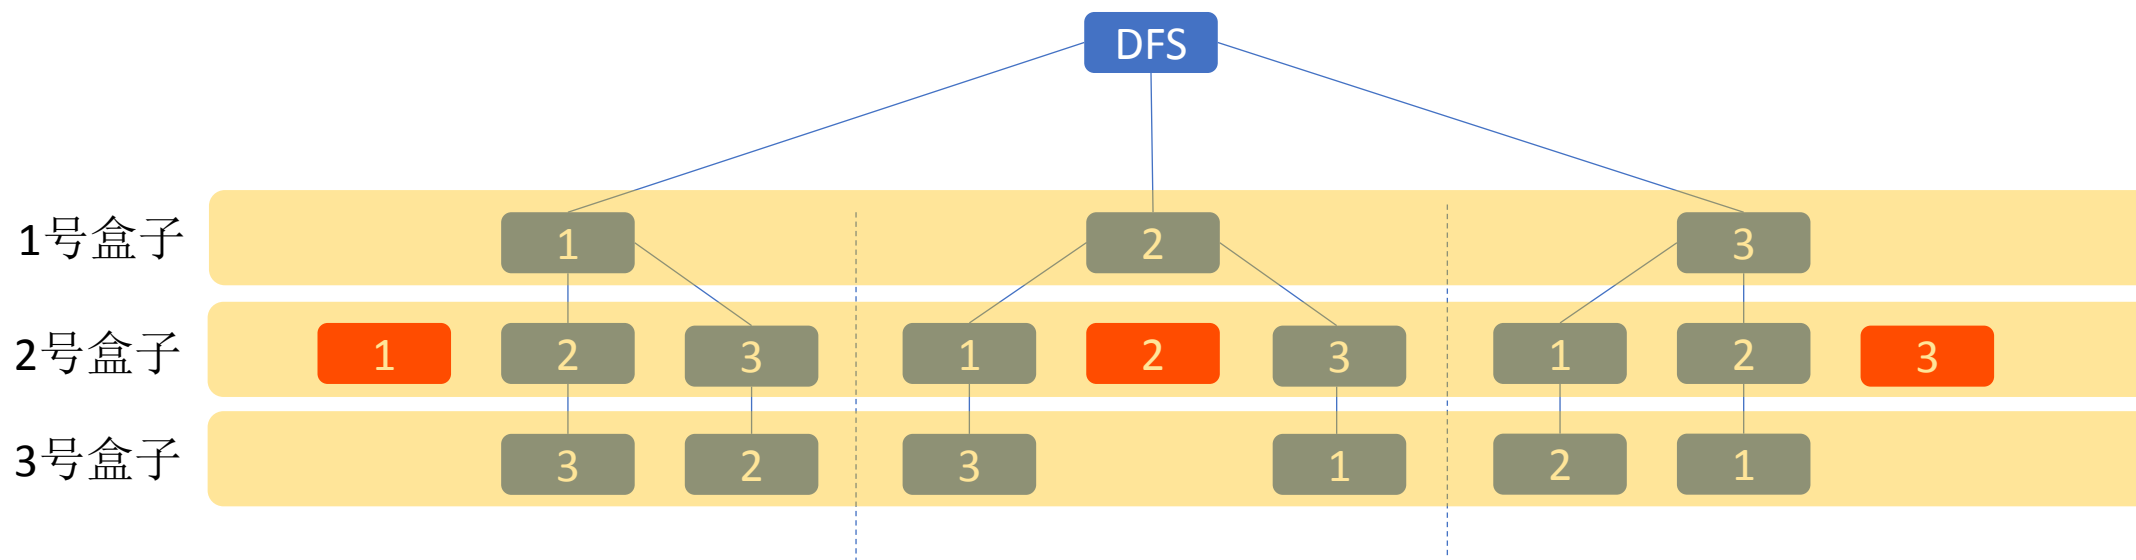 DFS
1号盒子 1 2 3
2号盒子 1 2 3 1 2 3 1 2 3
3号盒子 3 2 3 1 2 1